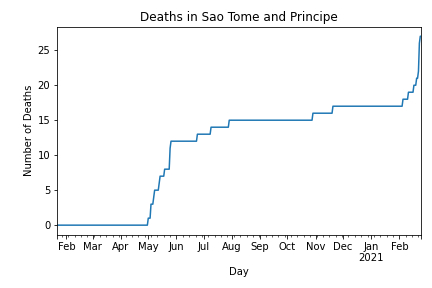 Deaths in Sao Tome and Principe
Number of Deaths
25
20
15
10
5
0
Feb Mar Apr May Jun Jul Aug Sep Oct Nov Dec Jan Feb
2021
Day